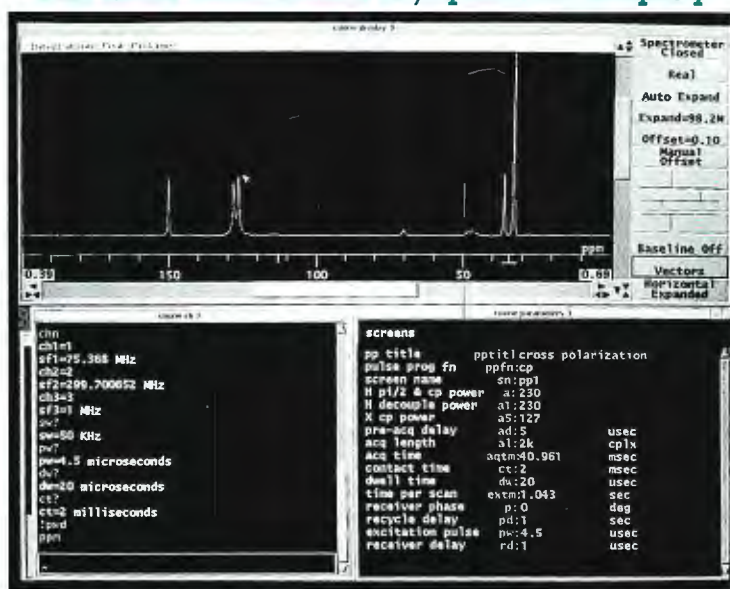 Spectrometer
Closed
Real
Auto Expand
Expand=98.2M
Offset=0.10
Manual
Offset
ppm
Baseline Off
0.39
150
100
50
0.69
Vectors
Horizontal
Expanded
chn
ch1=1
sf1=75.368 MHz
ch2=2
sf2=299.700652 MHz
ch3=3
sf3=1 MHz
sw?
sw=50 KHz
pw?
pw=4.5 microseconds
dw?
dw=20 microseconds
ct?
ct=2 milliseconds
!pwd
ppm
screens
pp title pptitl:cross polarization
pulse prog fn ppfn:cp
screen name sn:pp1
H pi/2 & cp power a:230
H decouple power a1:230
X cp power a5:127
pre-acq delay ad:5 usec
acq length al:2k cplx
acq time aqtm:40.961 msec
contact time ct:2 msec
dwell time dw:20 usec
time per scan extm:1.043 sec
receiver phase p:0 deg
recycle delay pd:1 sec
excitation pulse pw:4.5 usec
receiver delay rd:1 usec